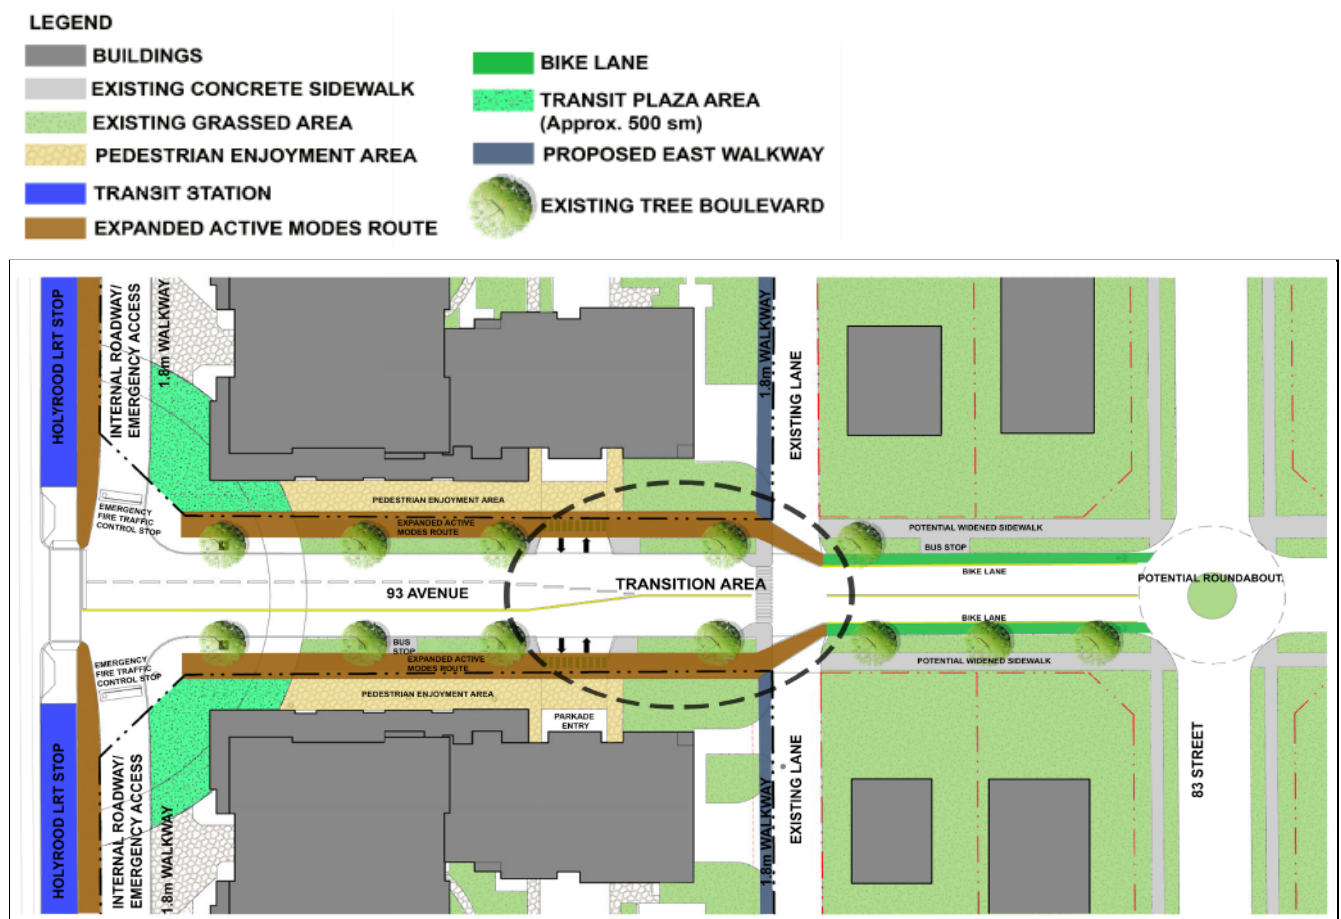 LEGEND
BUILDINGS
EXISTING CONCRETE SIDEWALK
EXISTING GRASSED AREA
PEDESTRIAN ENJOYMENT AREA
TRANSIT STATION
EXPANDED ACTIVE MODES ROUTE
BIKE LANE
TRANSIT PLAZA AREA
(Approx. 500 sm)
PROPOSED EAST WALKWAY
EXISTING TREE BOULEVARD
HOLYROOD LRT STOP
INTERNAL ROADWAY/
EMERGENCY ACCESS
1.8m WALKWAY
1.8m WALKWAY
EXISTING LANE
EMERGENCY
FIRE TRAFFIC
CONTROL STOP
PEDESTRIAN ENJOYMENT AREA
EXPANDED ACTIVE
MODES ROUTE
POTENTIAL WIDENED SIDEWALK
BUS STOP
BIKE LANE
93 AVENUE
TRANSITION AREA
POTENTIAL ROUNDABOUT.
BIKE LANE
BUS
STOP
EXPANDED ACTIVE
MODES ROUTE
POTENTIAL WIDENED SIDEWALK
EMERGENCY
FIRE TRAFFIC
CONTROL STOP
PEDESTRIAN ENJOYMENT AREA
PARKADE
ENTRY
HOLYROOD LRT STOP
INTERNAL ROADWAY/
EMERGENCY ACCESS
1.8m WALKWAY
1.8m WALKWAY
EXISTING LANE
83 STREET